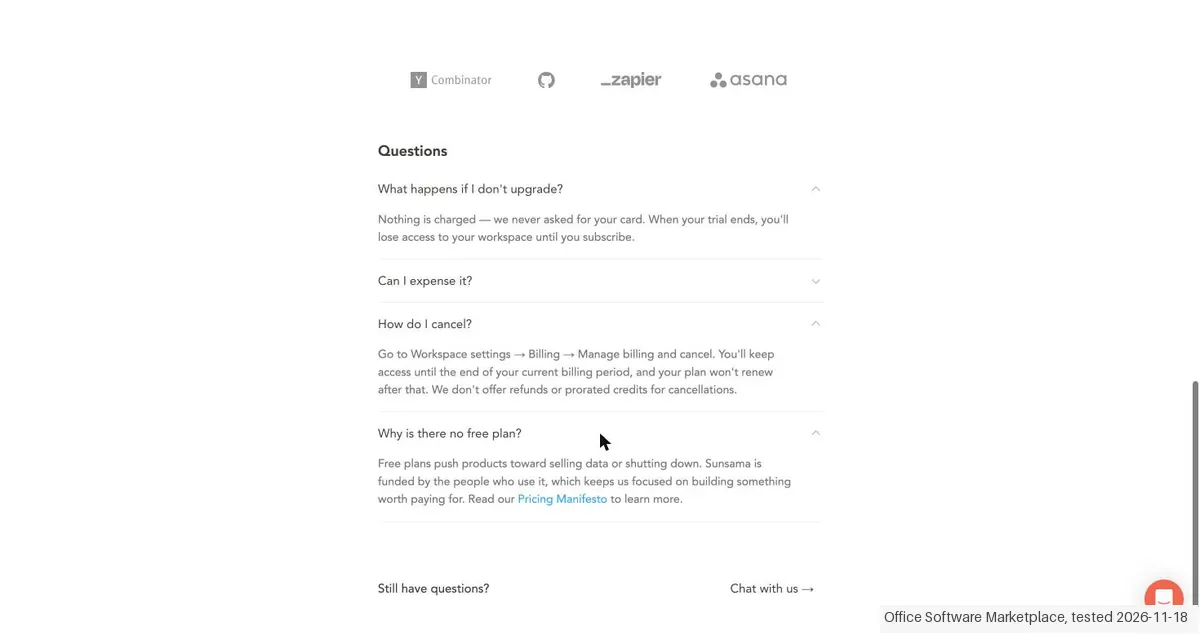 Y Combinator
_zapier
asana
Questions
What happens if I don't upgrade?
Nothing is charged — we never asked for your card. When your trial ends, you'll
lose access to your workspace until you subscribe.
Can I expense it?
How do I cancel?
Go to Workspace settings → Billing → Manage billing and cancel. You'll keep
access until the end of your current billing period, and your plan won't renew
after that. We don't offer refunds or prorated credits for cancellations.
Why is there no free plan?
Free plans push products toward selling data or shutting down. Sunsama is
funded by the people who use it, which keeps us focused on building something
worth paying for. Read our Pricing Manifesto to learn more.
Still have questions?
Chat with us →
Office Software Marketplace, tested 2026-11-18